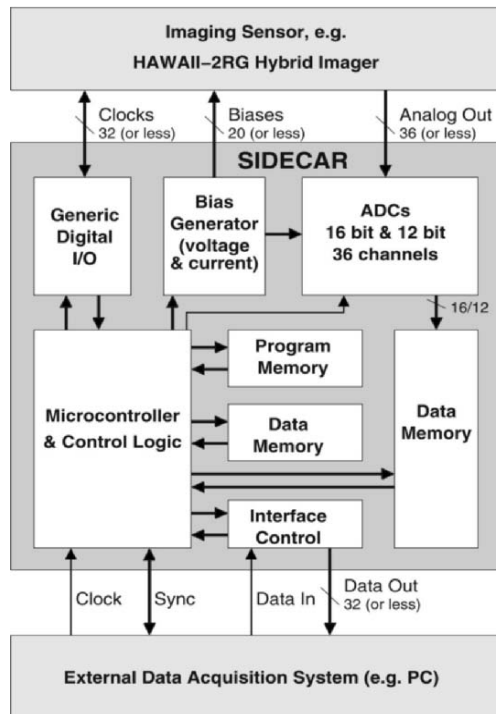 Imaging Sensor, e.g.
HAWAII–2RG Hybrid Imager
Clocks
32 (or less)
Biases
20 (or less)
Analog Out
36 (or less)
SIDECAR
Generic
Digital
I/O
Bias
Generator
(voltage
& current)
ADCs
16 bit & 12 bit
36 channels
16/12
Microcontroller
& Control Logic
Program
Memory
Data
Memory
Data
Memory
Interface
Control
Clock
Sync
Data In
Data Out
32 (or less)
External Data Acquisition System (e.g. PC)